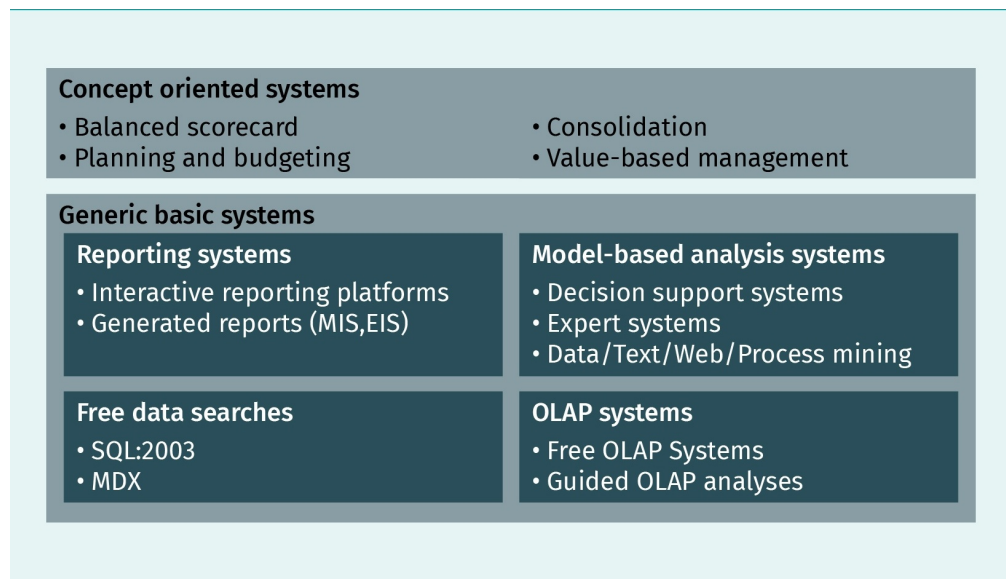 Concept oriented systems
• Balanced scorecard
• Planning and budgeting
• Consolidation
• Value-based management
Generic basic systems
Reporting systems
• Interactive reporting platforms
• Generated reports (MIS,EIS)
Model-based analysis systems
• Decision support systems
• Expert systems
• Data/Text/Web/Process mining
Free data searches
• SQL:2003
• MDX
OLAP systems
• Free OLAP Systems
• Guided OLAP analyses